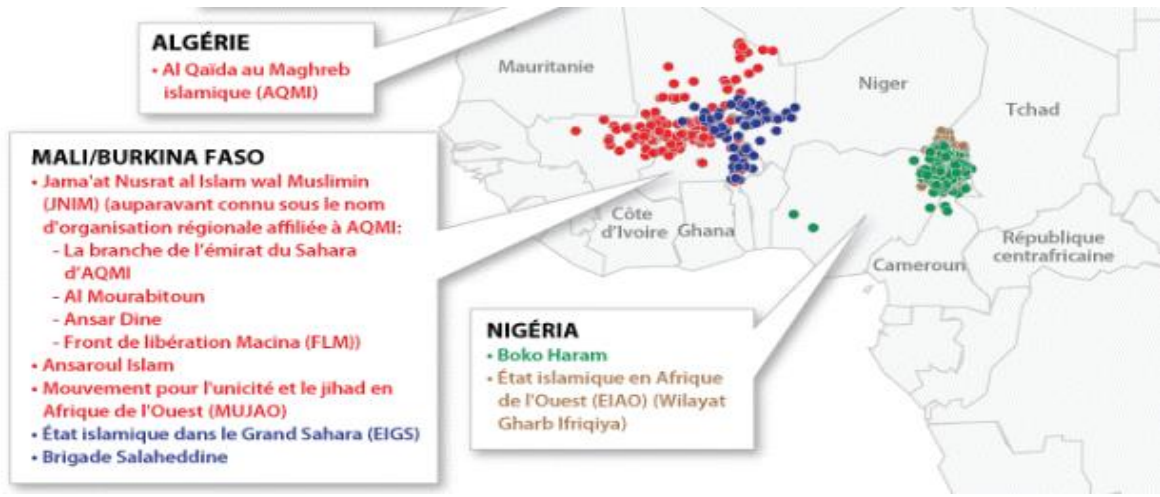 ALGÉRIE
• Al Qaïda au Maghreb
islamique (AQMI)
MALI/BURKINA FASO
• Jama'at Nusrat al Islam wal Muslimin
(JNIM) (auparavant connu sous le nom
d'organisation régionale affiliée à AQMI:
- La branche de l'émirat du Sahara
d'AQMI
- Al Mourabitoun
- Ansar Dine
- Front de libération Macina (FLM))
• Ansaroul Islam
• Mouvement pour l'unicité et le jihad en
Afrique de l'Ouest (MUJAO)
• État islamique dans le Grand Sahara (EIGS)
• Brigade Salaheddine
NIGÉRIA
• Boko Haram
• État islamique en Afrique
de l'Ouest (EIAO) (Wilayat
Gharb Ifriqiya)
Mauritanie
Niger
Tchad
Côte
d'Ivoire
Ghana
Cameroun
République
centrafricaine